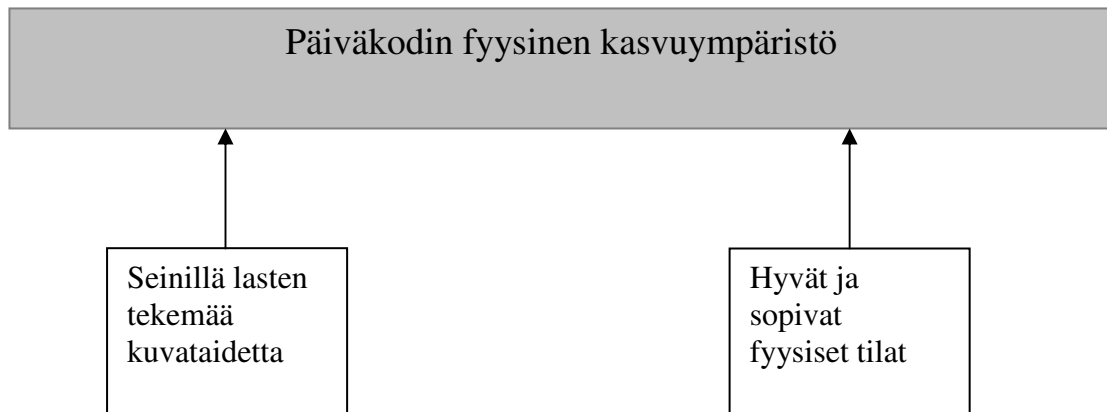 Päiväkodin fyysinen kasvuympäristö
Seinillä lasten
tekemää
kuvataidetta
Hyvät ja
sopivat
fyysiset tilat